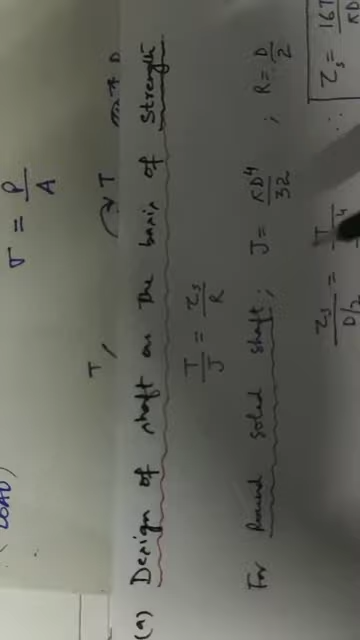 LOAD)
σ = P/A
T, T → D
(a) Design of shaft on the basis of Strength
T/J = τs/R
For Round solid shaft; J = πD⁴/32 ; R = D/2
τs/(D/2) = T/ ∴ τs = 16T/πD